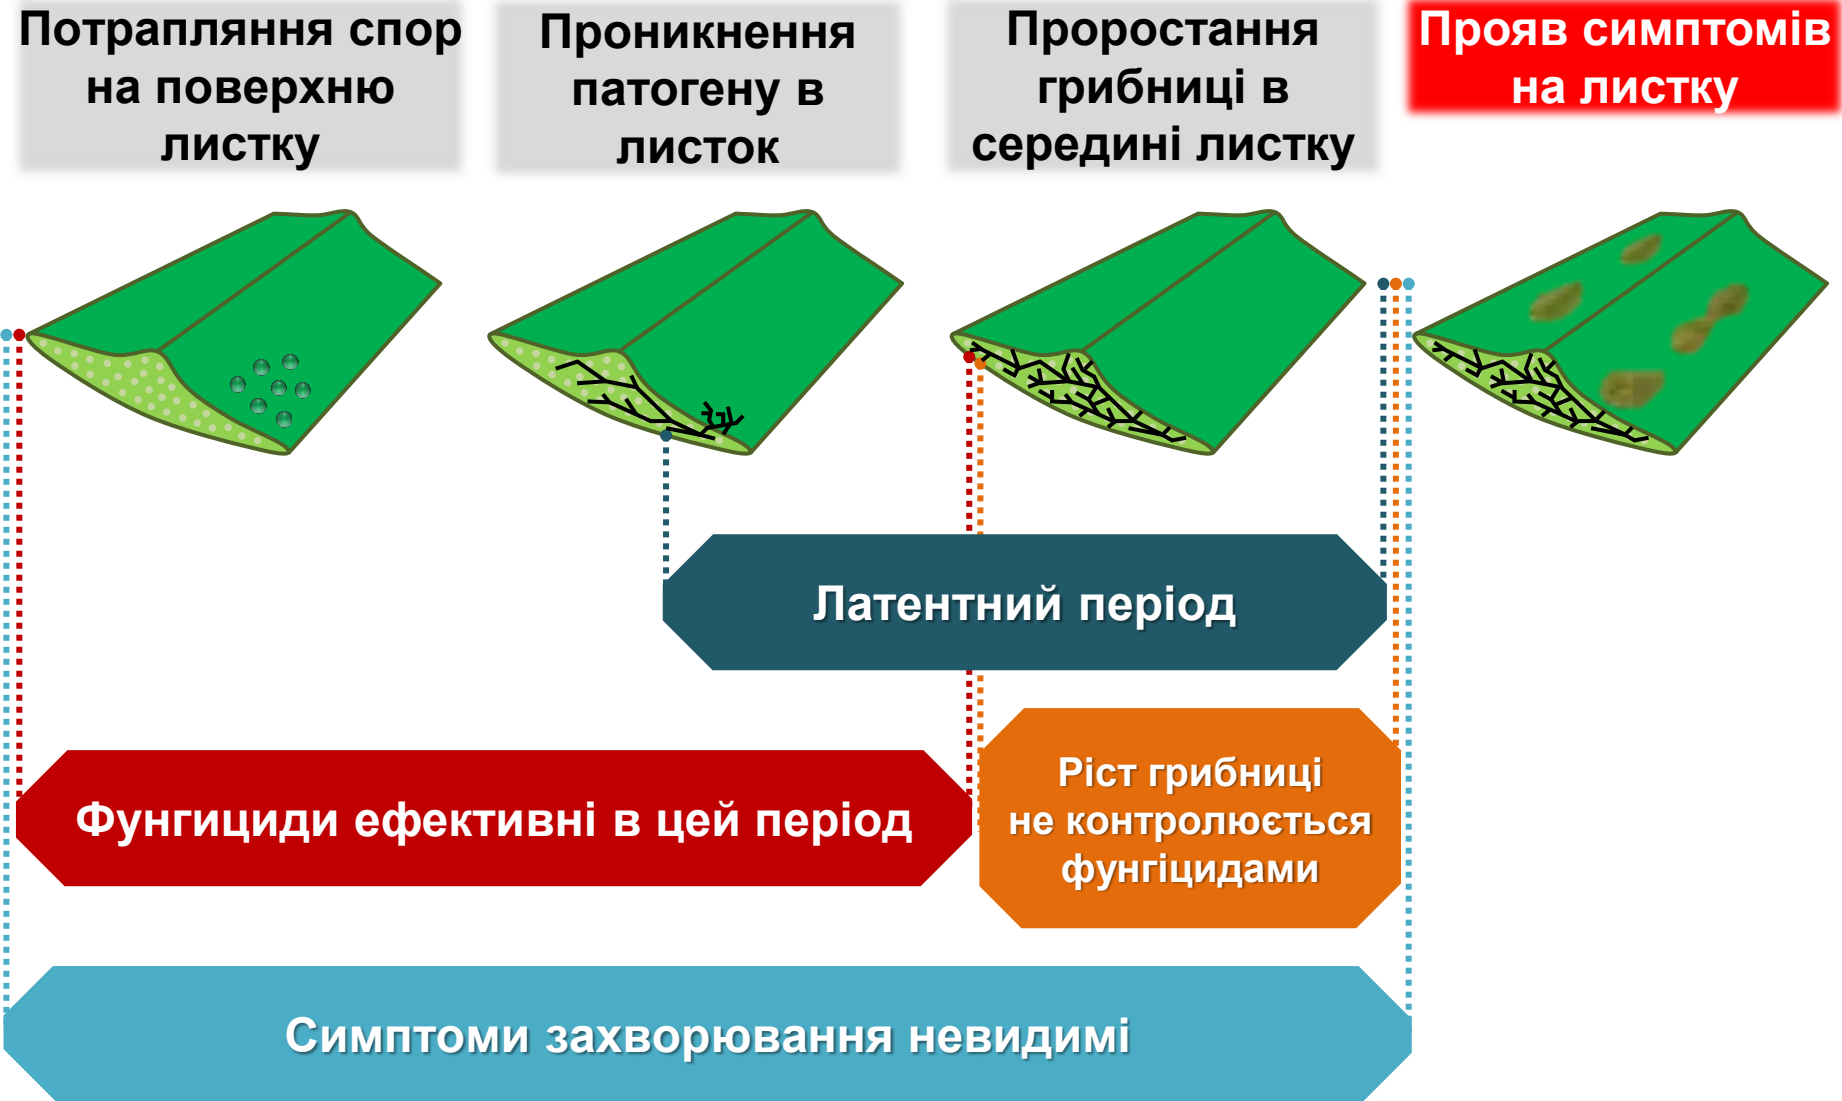 Потрапляння спор
на поверхню
листку
Проникнення
патогену в
листок
Проростання
грибниці в
середині листку
Прояв симптомів
на листку
Латентний період
Фунгициди ефективні в цей період
Ріст грибниці
не контролюється
фунгіцидами
Симптоми захворювання невидимі